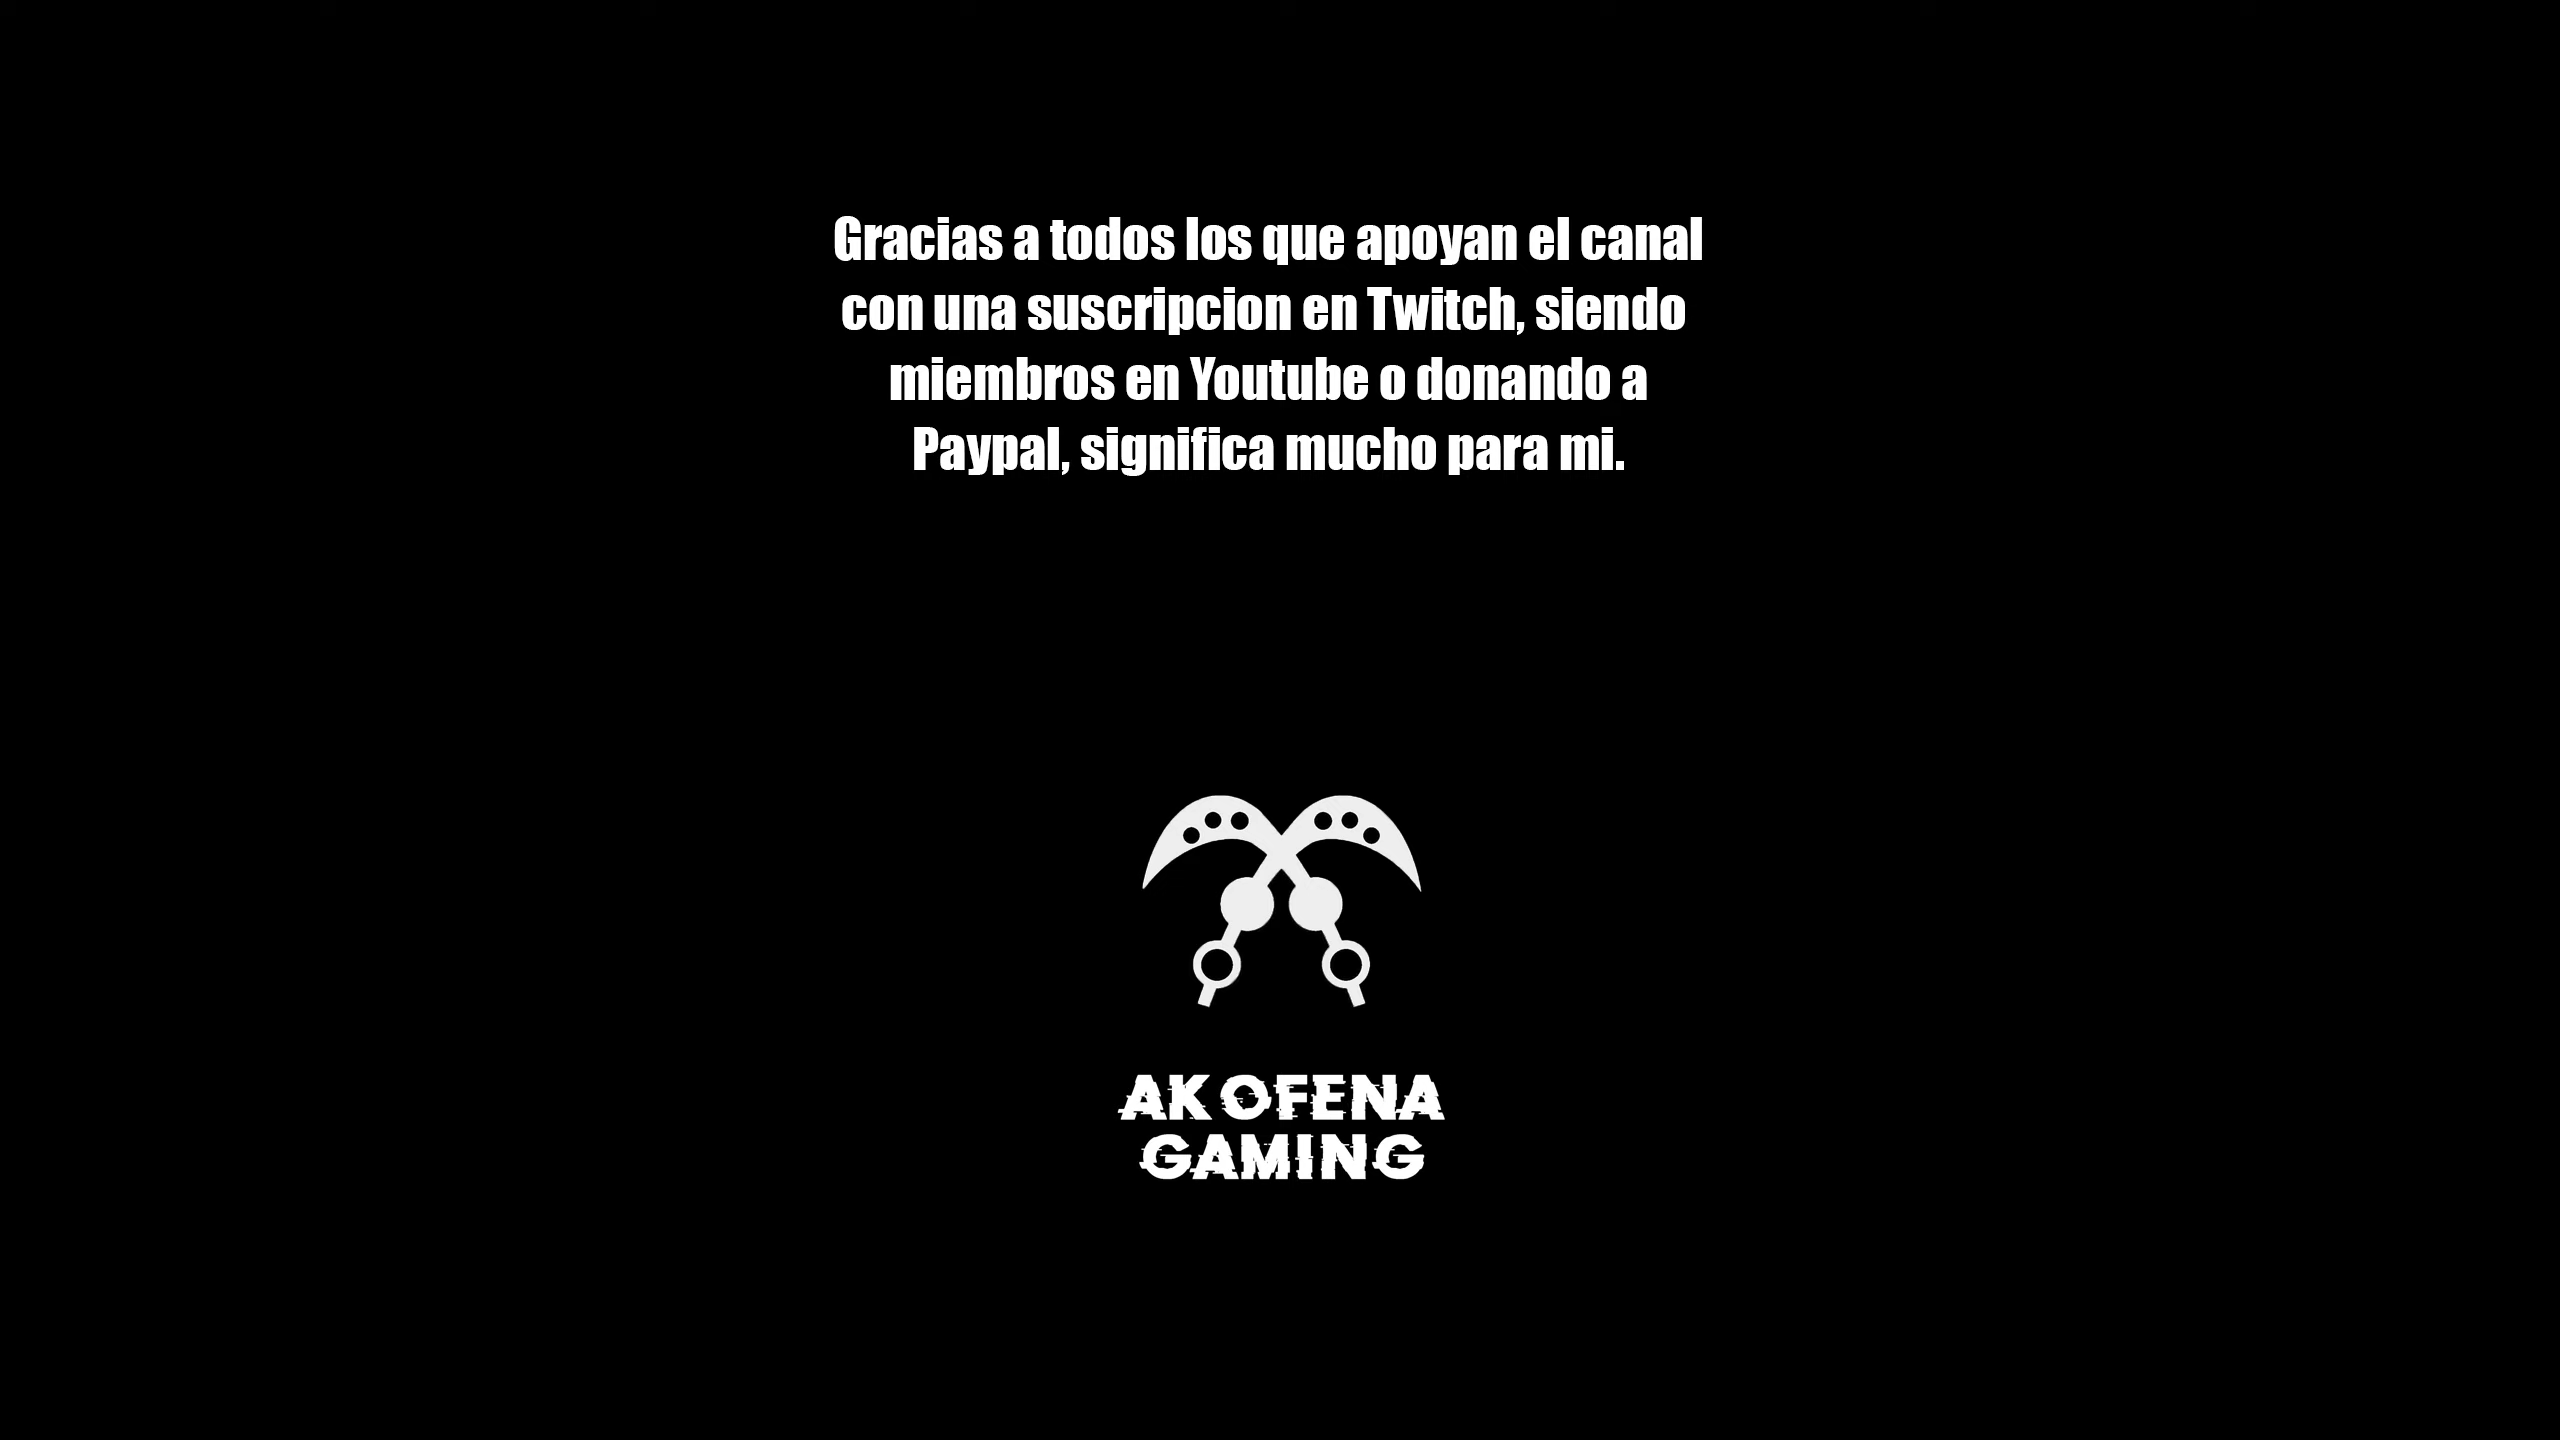 Gracias a todos los que apoyan el canal
con una suscripcion en Twitch, siendo
miembros en Youtube o donando a
Paypal, significa mucho para mi.
AKOFENA
GAMING